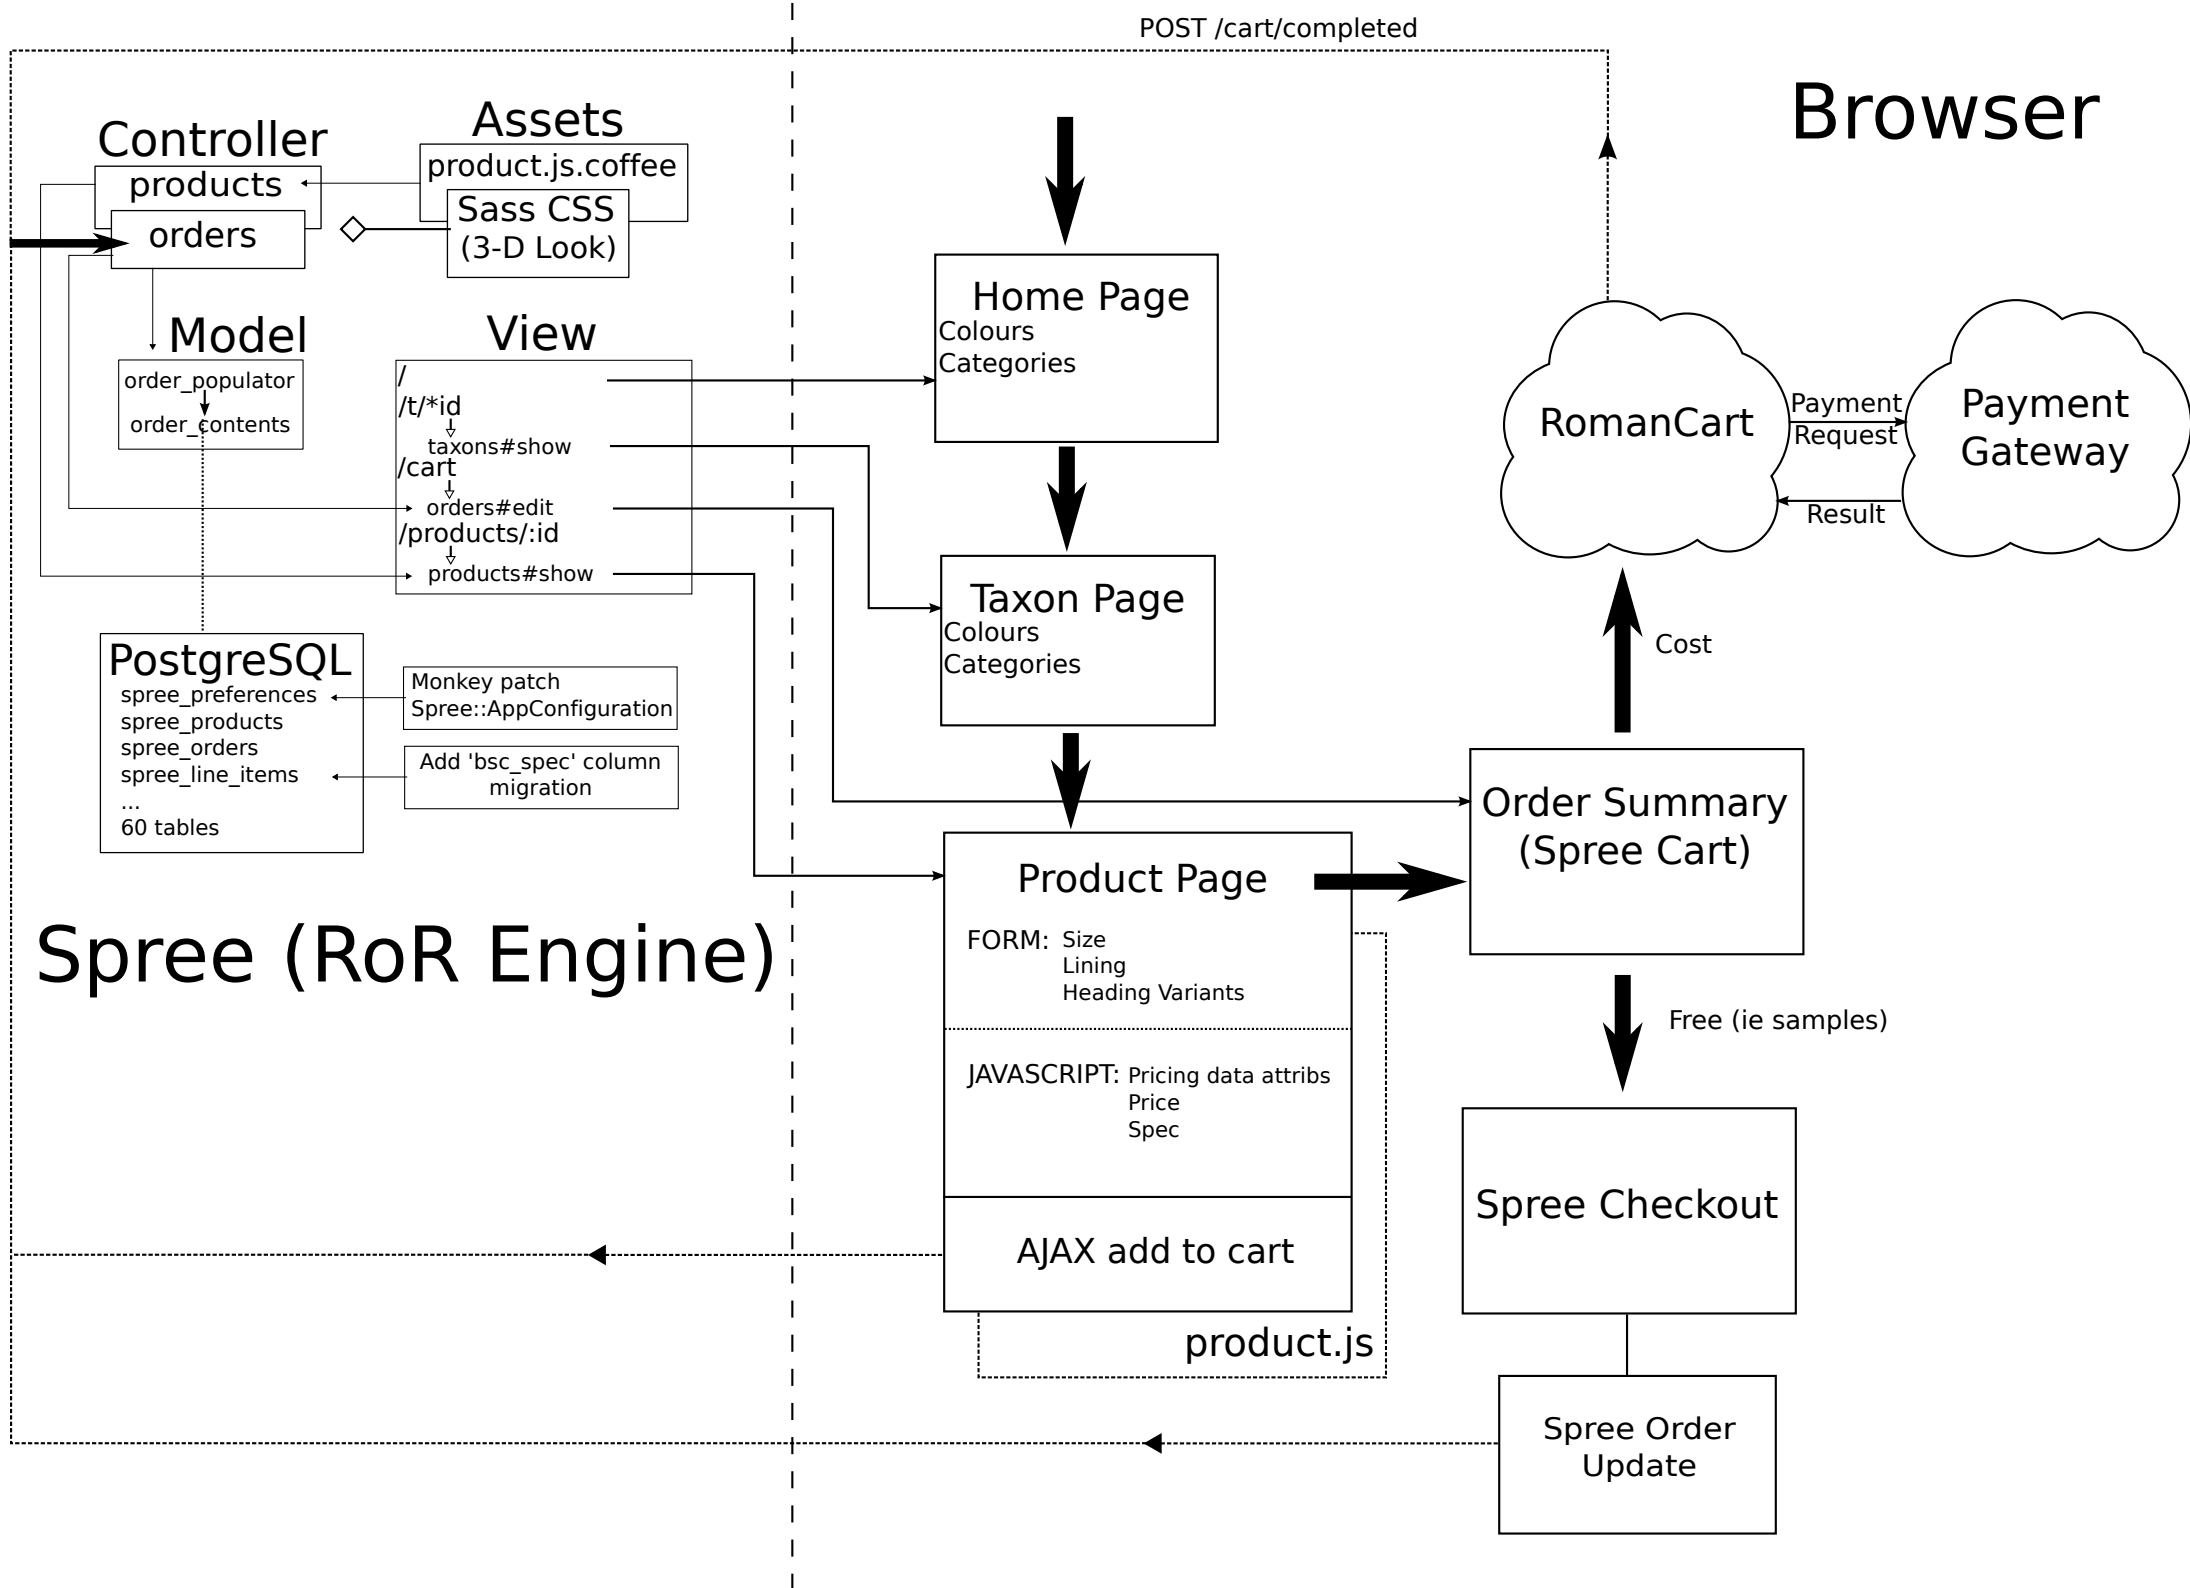 POST /cart/completed
Browser
Controller
products
orders
Assets
product.js.coffee
Sass CSS
(3-D Look)
Model
order_populator
order_contents
View
/
/t/*id
taxons#show
/cart
orders#edit
/products/:id
products#show
PostgreSQL
spree_preferences
spree_products
spree_orders
spree_line_items
...
60 tables
Monkey patch
Spree::AppConfiguration
Add 'bsc_spec' column
migration
Spree (RoR Engine)
Home Page
Colours
Categories
Taxon Page
Colours
Categories
Product Page
FORM: Size
Lining
Heading Variants
JAVASCRIPT: Pricing data attribs
Price
Spec
AJAX add to cart
product.js
RomanCart
Payment
Request
Result
Payment
Gateway
Cost
Order Summary
(Spree Cart)
Free (ie samples)
Spree Checkout
Spree Order
Update